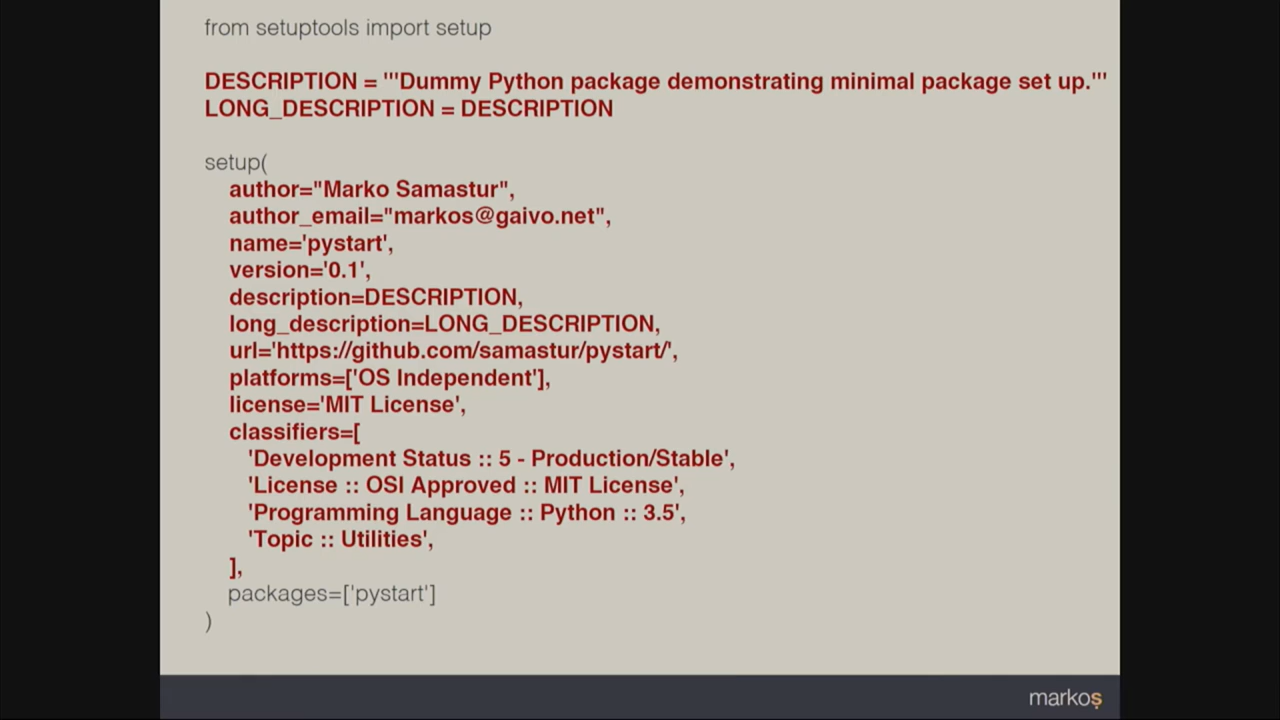 from setuptools import setup
DESCRIPTION = '''Dummy Python package demonstrating minimal package set up.'''
LONG_DESCRIPTION = DESCRIPTION
setup(
author="Marko Samastur",
author_email="markos@gaivo.net",
name='pystart',
version='0.1',
description=DESCRIPTION,
long_description=LONG_DESCRIPTION,
url='https://github.com/samastur/pystart/',
platforms=['OS Independent'],
license='MIT License',
classifiers=[
'Development Status :: 5 - Production/Stable',
'License :: OSI Approved :: MIT License',
'Programming Language :: Python :: 3.5',
'Topic :: Utilities',
],
packages=['pystart']
)
markoș